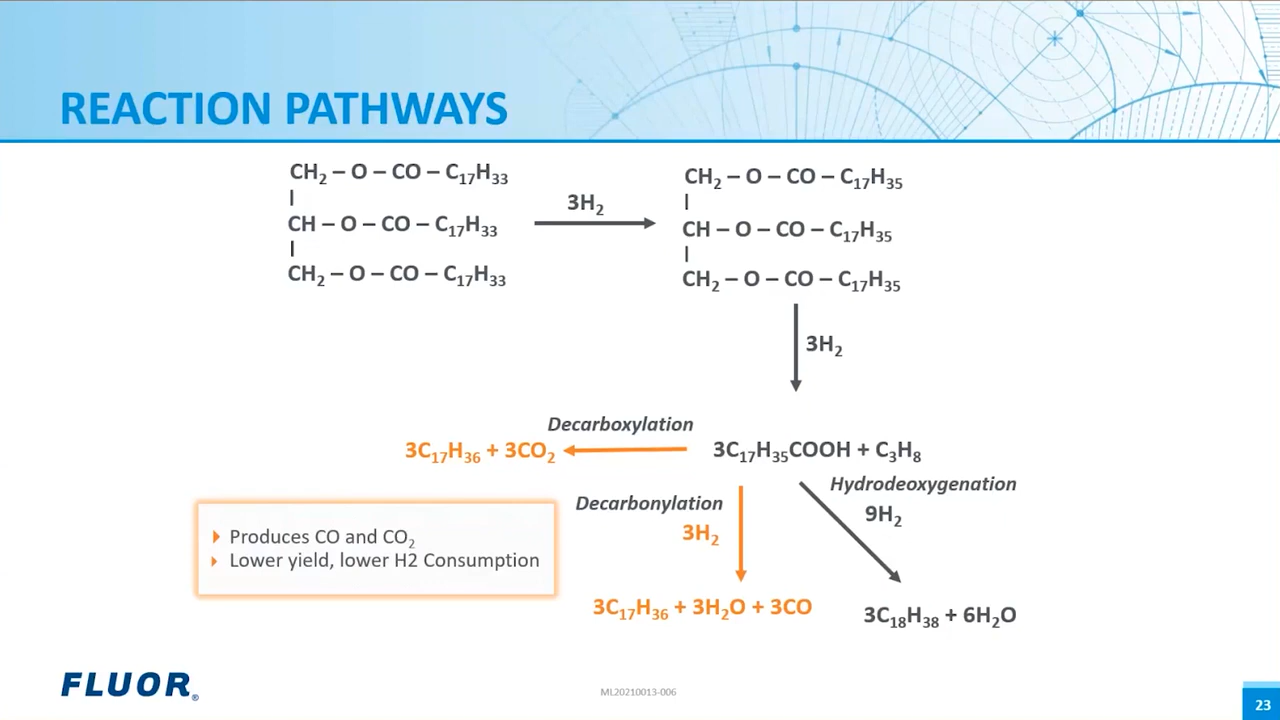 REACTION PATHWAYS
CH₂ – O – CO – C₁₇H₃₃
CH – O – CO – C₁₇H₃₃
CH₂ – O – CO – C₁₇H₃₃
3H₂
CH₂ – O – CO – C₁₇H₃₅
CH – O – CO – C₁₇H₃₅
CH₂ – O – CO – C₁₇H₃₅
3H₂
Decarboxylation
3C₁₇H₃₆ + 3CO₂
3C₁₇H₃₅COOH + C₃H₈
Hydrodeoxygenation
9H₂
Decarbonylation
3H₂
Produces CO and CO₂
Lower yield, lower H2 Consumption
3C₁₇H₃₆ + 3H₂O + 3CO
3C₁₈H₃₈ + 6H₂O
FLUOR®
ML20210013-006
23